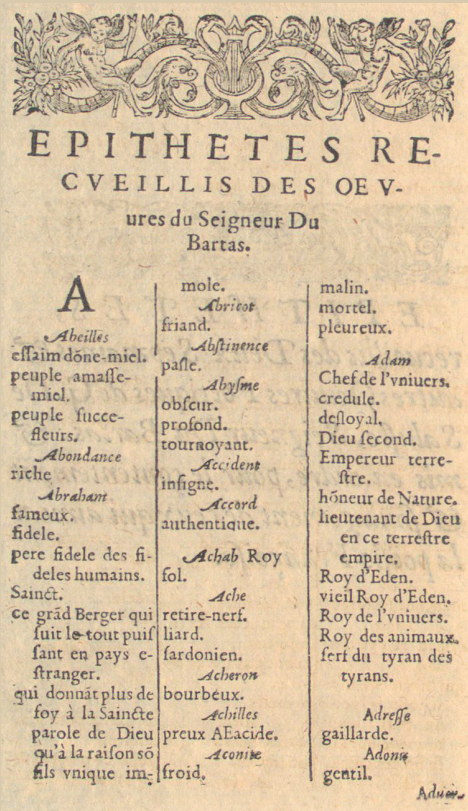 EPITHETES RE-
CVEILLIS DES OEV-
ures du Seigneur Du
Bartas.
A
Abeilles
eſſaim dōne-miel.
peuple amaſſe-
miel.
peuple ſucce-
fleurs.
Abondance
riche
Abraham
fameux.
fidele.
pere fidele des fi-
deles humains.
Sainct.
ce grād Berger qui
ſuit le tout puiſ
ſant en pays e-
ſtranger.
qui donnāt plus de
foy à la Saincte
parole de Dieu
qu'à la raiſon sō
fils vnique im-
mole.
Abricot
friand.
Abſtinence
paſle.
Abyſme
obſcur.
profond.
tournoyant.
Accident
inſigne.
Accord
authentique.
Achab Roy
fol.
Ache
retire-nerf.
liard.
ſardonien.
Acheron
bourbeux.
Achilles
preux AEacide.
Aconite
froid.
malin.
mortel.
pleureux.
Adam
Chef de l'vniuers.
credule.
deſloyal.
Dieu ſecond.
Empereur terre-
ſtre.
hōneur de Nature.
lieutenant de Dieu
en ce terreſtre
empire.
Roy d'Eden.
vieil Roy d'Eden.
Roy de l'vniuers.
Roy des animaux.
ſerf du tyran des
tyrans.
Adreſſe
gaillarde.
Adonis
gentil.